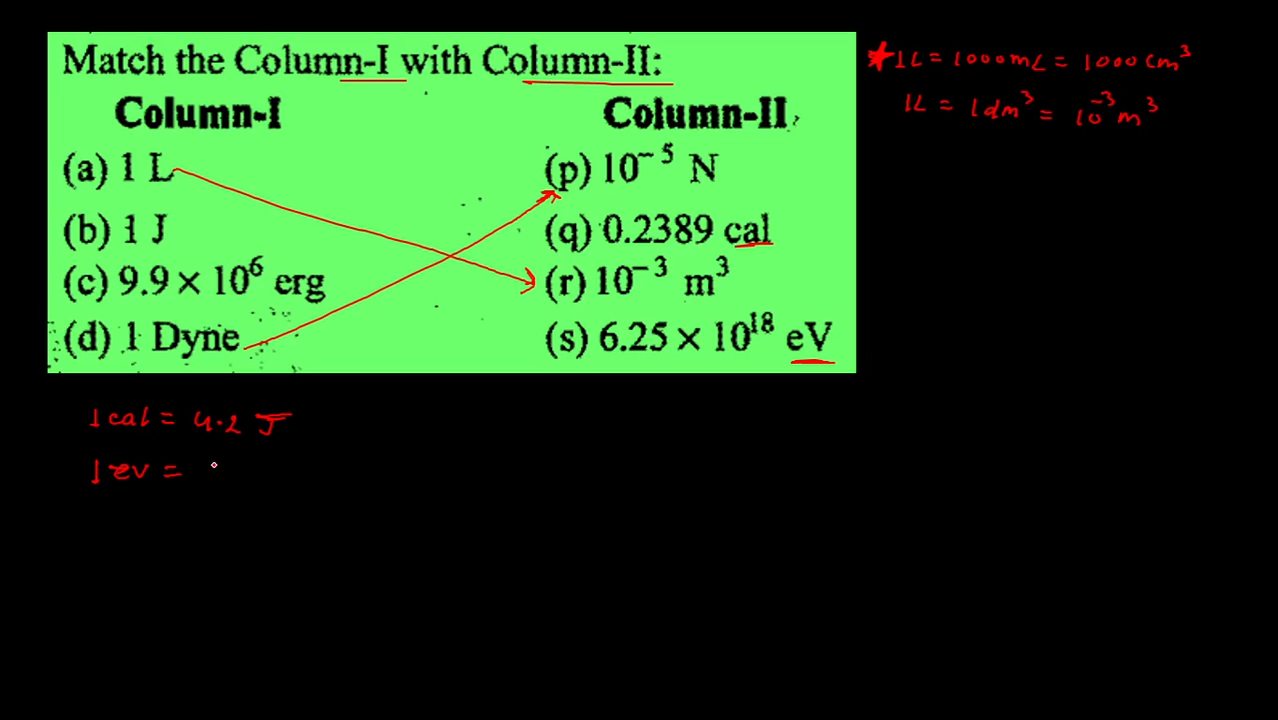 Match the Column-I with Column-II:
Column-I Column-II
(a) 1 L (p) 10⁻⁵ N
(b) 1 J (q) 0.2389 cal
(c) 9.9 × 10⁶ erg (r) 10⁻³ m³
(d) 1 Dyne (s) 6.25 × 10¹⁸ eV
*1L = 1000mL = 1000 cm³
1L = 1dm³ = 10⁻³ m³
1 cal = 4.2 J
1 ev =